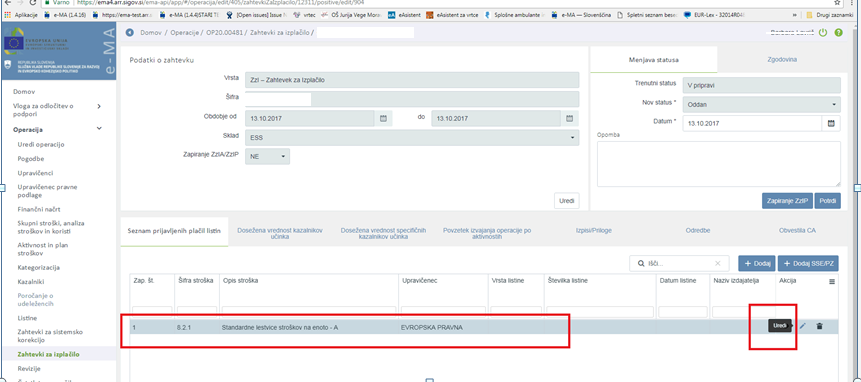 Varno
https://ema4.arr.sigov.si/ema-api/app/#/operacija/edit/405/zahtevkiZaIzplacilo/12311/positive/edit/904
Aplikacije
e-MA (1.4.16)
https://ema-test.arr.
e-MA (1.4.4)STARE TS
[Open issues] Issue N
vrtec
OŠ Jurija Vege Morav
eAsistent
eAsistent za vrtce
Splošne ambulante v
e-MA — Slovenščina
Spletni seznam besed
EUR-Lex - 32014R04
Drugi zaznamki
EVROPSKA UNIJA
REPUBLIKA SLOVENIJA
SLUŽBA VLADE REPUBLIKE SLOVENIJE ZA RAZVOJ
IN EVROPSKO KOHEZIJSKO POLITIKO
e-MA
Domov / Operacije / OP20.00481 / Zahtevki za izplačilo /
Domov
Vloga za odločitev o
podpori
Operacija
Uredi operacijo
Pogodbe
Upravičenci
Upravičenec pravne
podlage
Finančni načrt
Skupni stroški, analiza
stroškov in koristi
Aktivnost in plan
stroškov
Kategorizacija
Kazalniki
Poročanje o
udeležencih
Listine
Zahtevki za sistemsko
korekcijo
Zahtevki za izplačilo
Revizije
Podatki o zahtevku
Vrsta
ZzI – Zahtevek za izplačilo
Šifra
Obdobje od
13.10.2017
do
13.10.2017
Sklad
ESS
Zapiranje ZzIA/ZzIP
NE
Uredi
Menjava statusa
Zgodovina
Trenutni status
V pripravi
Nov status *
Oddan
Datum *
13.10.2017
Opomba
Zapiranje ZzIP
Potrdi
Seznam prijavljenih plačil listin
Dosežena vrednost kazalnikov
učinka
Dosežena vrednost specifičnih
kazalnikov učinka
Povzetek izvajanja operacije po
aktivnostih
Izpisi/Priloge
Odredbe
Obvestila CA
Išči...
+ Dodaj
+ Dodaj SSE/PZ
Zap. št.
Šifra stroška
Opis stroška
Upravičenec
Vrsta listine
Številka listine
Datum listine
Naziv izdajatelja
Akcija
1
8.2.1
Standardne lestvice stroškov na enoto - A
EVROPSKA PRAVNA
Uredi